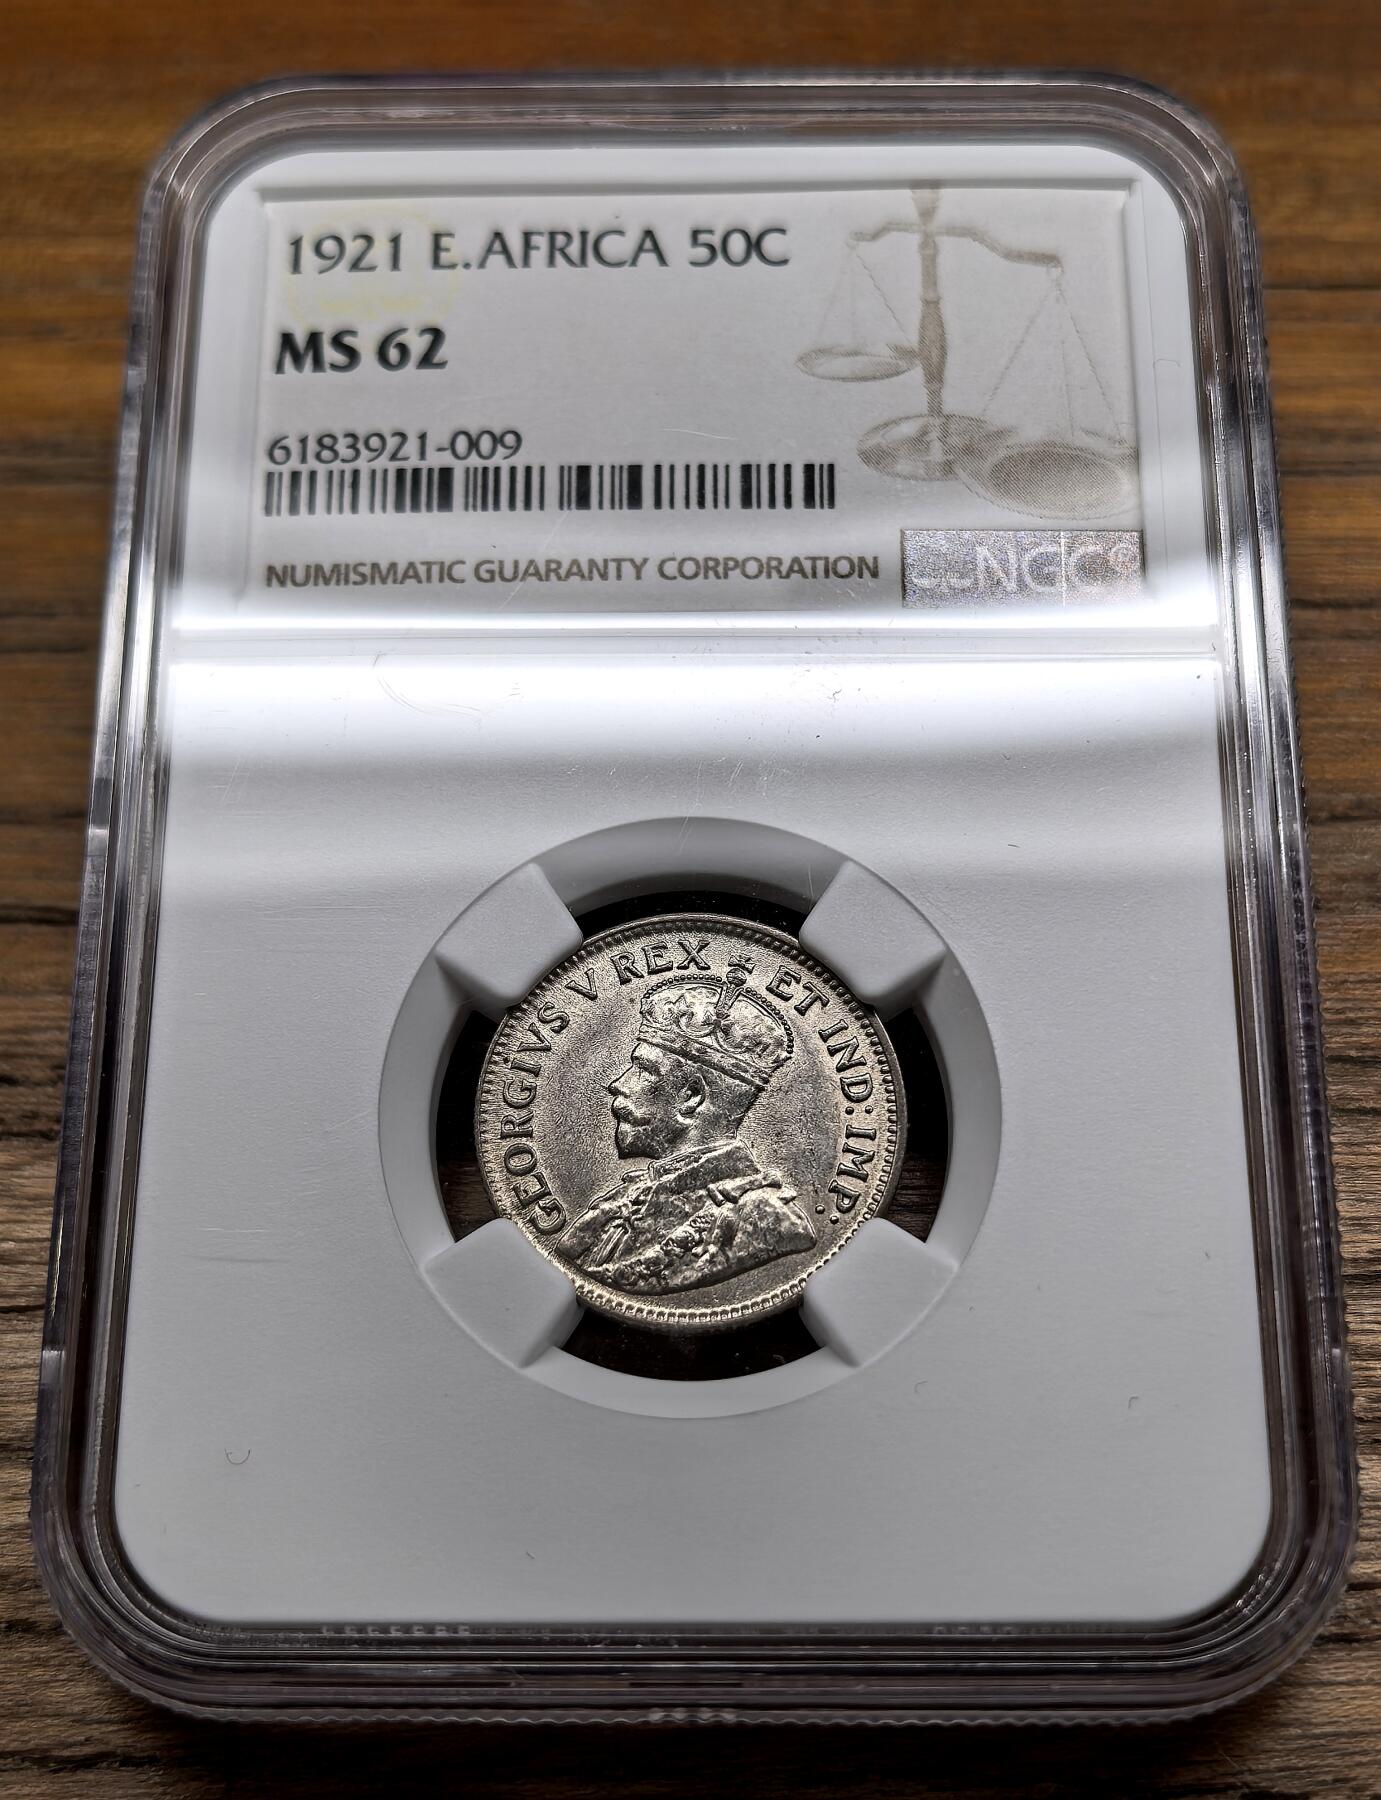 1921 E.AFRICA 50C
MS 62
6183921-009
NUMISMATIC GUARANTY CORPORATION
NGC
GEORGIVS V REX ET IND: IMP: